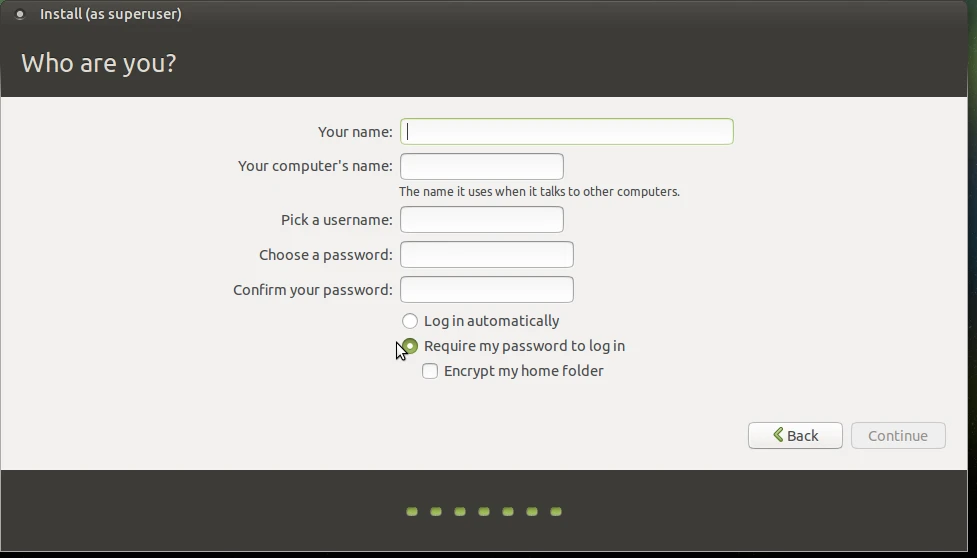 Install (as superuser)
Who are you?
Your name:
Your computer's name:
The name it uses when it talks to other computers.
Pick a username:
Choose a password:
Confirm your password:
Log in automatically
Require my password to log in
Encrypt my home folder
Back Continue